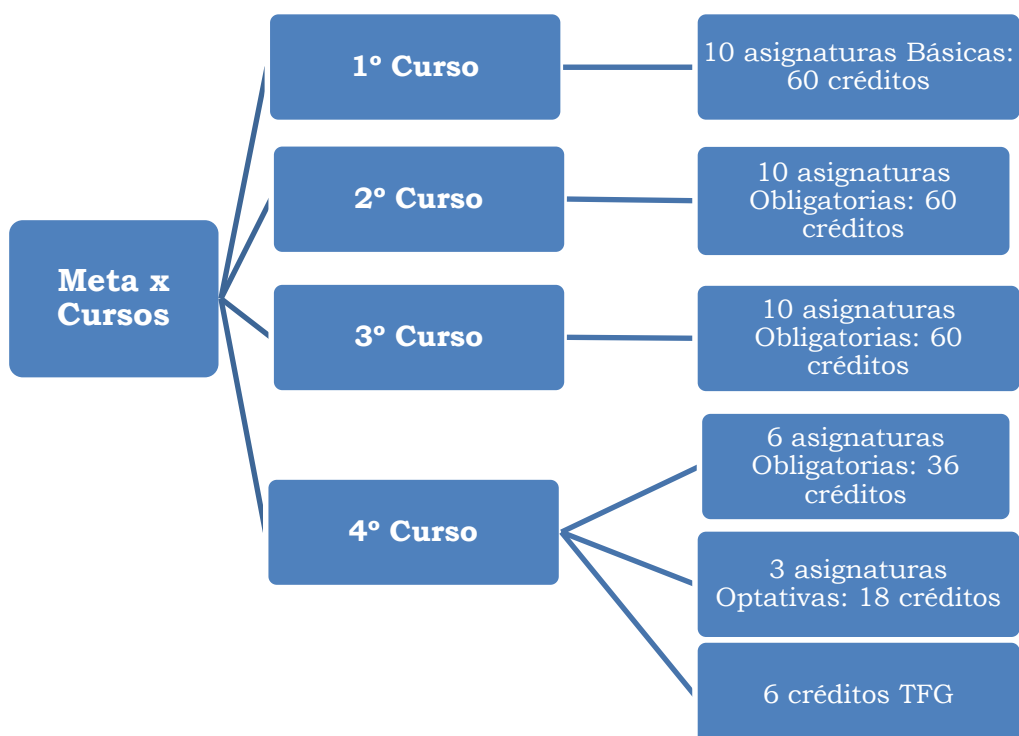 1º Curso
10 asignaturas Básicas:
60 créditos
2º Curso
10 asignaturas
Obligatorias: 60
créditos
Meta x
Cursos
3º Curso
10 asignaturas
Obligatorias: 60
créditos
4º Curso
6 asignaturas
Obligatorias: 36
créditos
3 asignaturas
Optativas: 18 créditos
6 créditos TFG